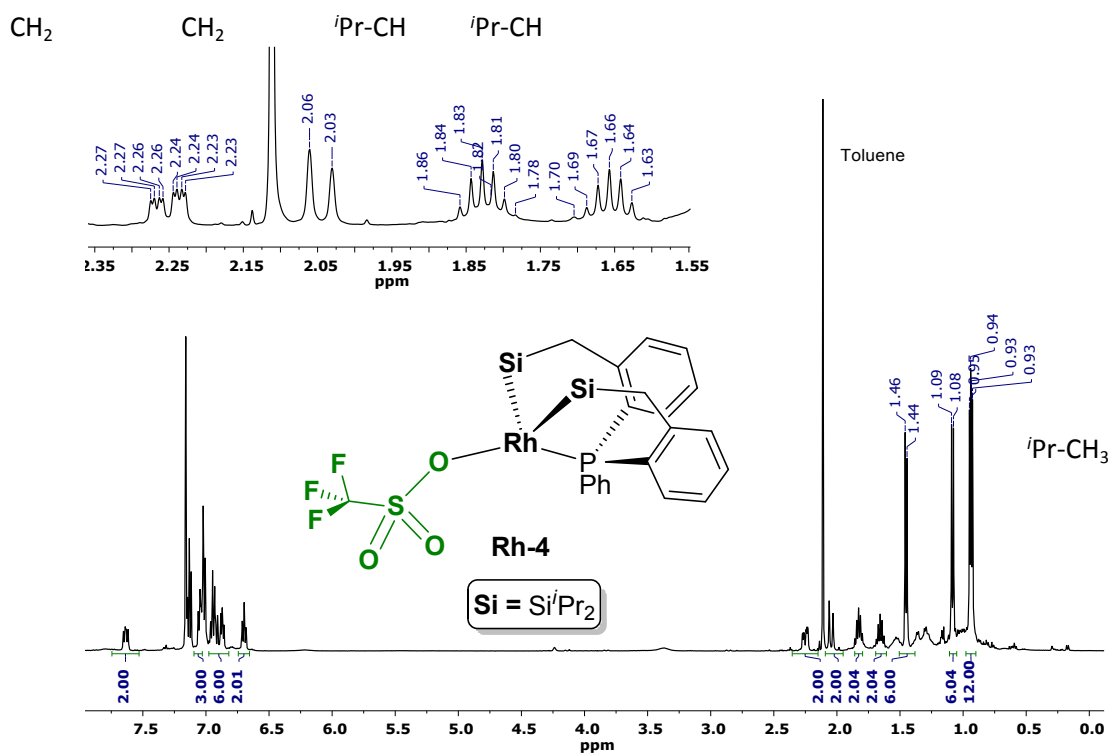 CH₂ CH₂ ⁱPr-CH ⁱPr-CH
2.27
2.27
2.26
2.26
2.24
2.24
2.23
2.23
2.06
2.03
1.86
1.84
1.83
1.82
1.81
1.80
1.78
1.70
1.69
1.67
1.66
1.64
1.63
2.35 2.25 2.15 2.05 1.95 1.85 1.75 1.65 1.55
ppm
Toluene
1.46
1.44
1.09
1.08
0.95
0.94
0.93
0.93
ⁱPr-CH₃
Si
Si
Rh
P
Ph
O
F
F
F
S
O
O
Rh-4
Si = SiⁱPr₂
2.00 3.00 6.00 2.01 2.00 2.00 2.04 2.04 6.00 6.04 12.00
7.5 7.0 6.5 6.0 5.5 5.0 4.5 4.0 3.5 3.0 2.5 2.0 1.5 1.0 0.5 0.0
ppm